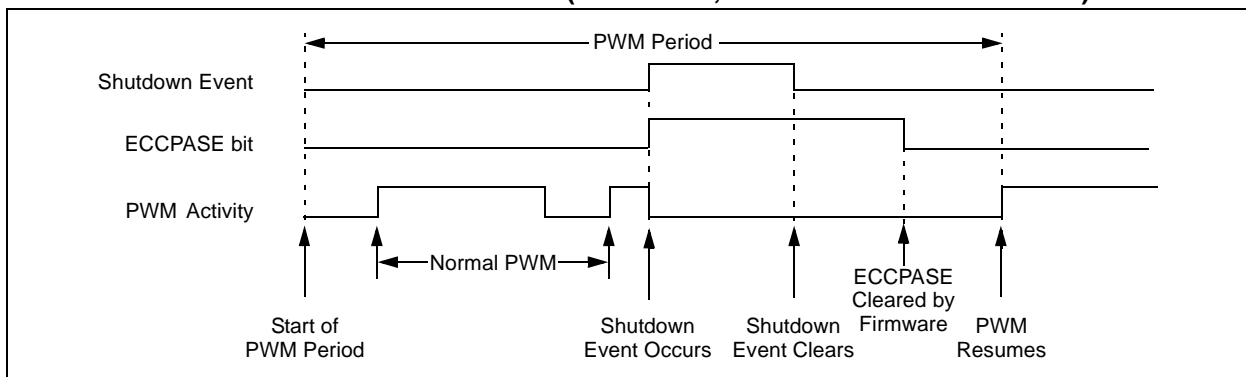 PWM Period
Shutdown Event
ECCPASE bit
PWM Activity
Normal PWM
Start of
PWM Period
Shutdown
Event Occurs
Shutdown
Event Clears
ECCPASE
Cleared by
Firmware
PWM
Resumes